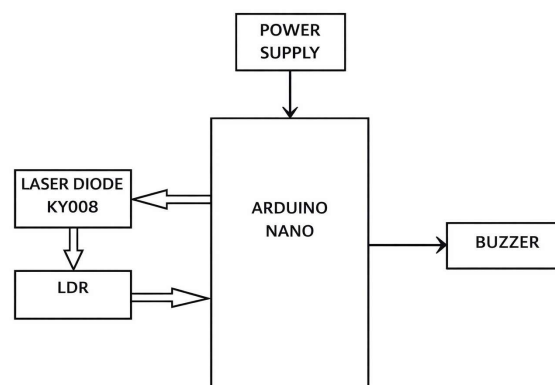 POWER
SUPPLY
LASER DIODE
KY008
ARDUINO
NANO
BUZZER
LDR